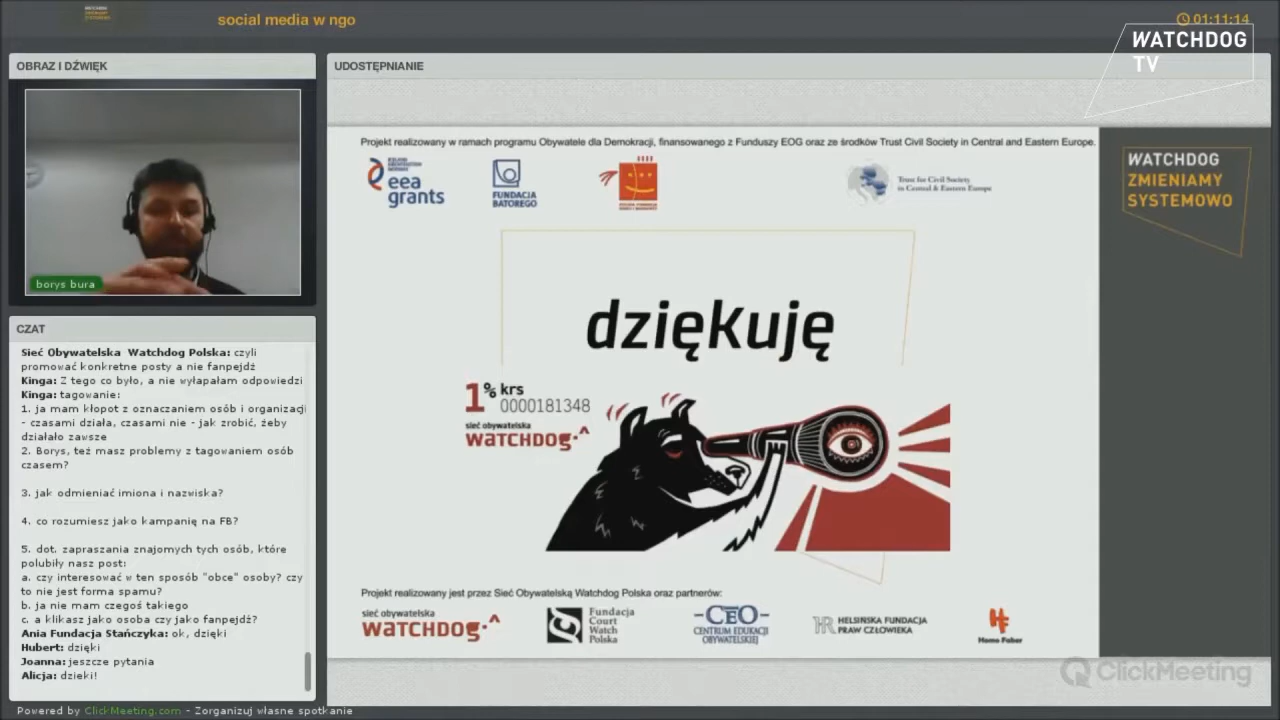 social media w ngo
01:11:14
WATCHDOG
TV
OBRAZ I DŹWIĘK
borys bura
CZAT
Sieć Obywatelska Watchdog Polska: czyli
promować konkretne posty a nie fanpejdż
Kinga: Z tego co było, a nie wyłapałam odpowiedzi
Kinga: tagowanie:
1. ja mam kłopot z oznaczaniem osób i organizacji
- czasami działa, czasami nie - jak zrobić, żeby
działało zawsze
2. Borys, też masz problemy z tagowaniem osób
czasem?
3. jak odmieniać imiona i nazwiska?
4. co rozumiesz jako kampanię na FB?
5. dot. zapraszania znajomych tych osób, które
polubiły nasz post:
a. czy interesować w ten sposób "obce" osoby? czy
to nie jest forma spamu?
b. ja nie mam czegoś takiego
c. a klikasz jako osoba czy jako fanpejdż?
Ania Fundacja Stańczyka: ok, dzięki
Hubert: dzięki
Joanna: jeszcze pytania
Alicja: dzieki!
Powered by ClickMeeting.com - Zorganizuj własne spotkanie
UDOSTĘPNIANIE
Projekt realizowany w ramach programu Obywatele dla Demokracji, finansowanego z Funduszy EOG oraz ze środków Trust Civil Society in Central and Eastern Europe.
eea
grants
FUNDACJA
BATOREGO
Trust for Civil Society
in Central & Eastern Europe
dziękuję
1% krs
0000181348
sieć obywatelska
WATCHDOG
Projekt realizowany jest przez Sieć Obywatelską Watchdog Polska oraz partnerów:
sieć obywatelska
WATCHDOG
Fundacja
Court
Watch
Polska
CEO
CENTRUM EDUKACJI
OBYWATELSKIEJ
HELSIŃSKA FUNDACJA
PRAW CZŁOWIEKA
Homo Faber
WATCHDOG
ZMIENIAMY
SYSTEMOWO
ClickMeeting